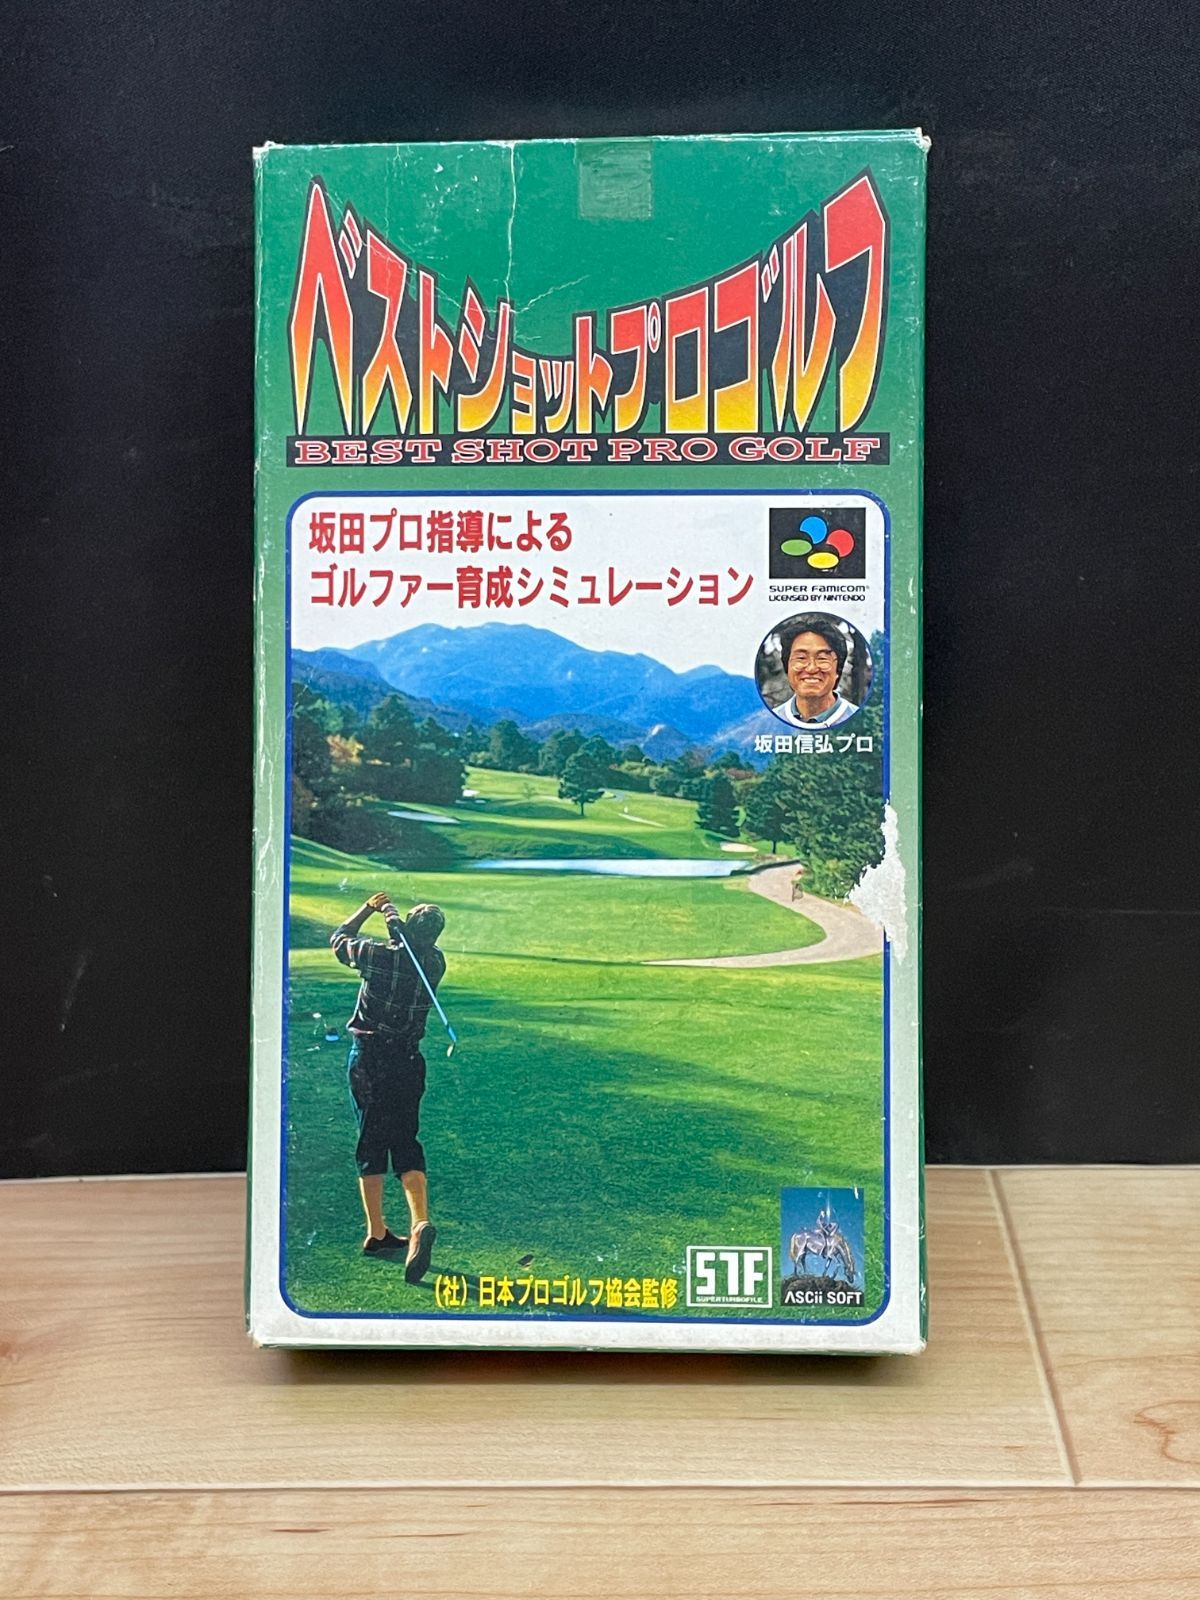 ベストショットプロゴルフ
BEST SHOT PRO GOLF
坂田プロ指導による
ゴルファー育成シミュレーション
SUPER FAMICOM®
LICENSED BY NINTENDO
坂田信弘プロ
(社)日本プロゴルフ協会監修
STF
SUPERTURBOFILE
ASCII SOFT